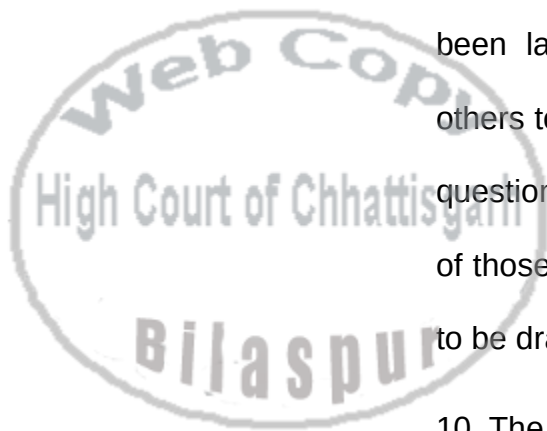 Web Copy
High Court of Chhattisgarh
Bilaspur
been la
others to
question
of those
to be dra
10. The